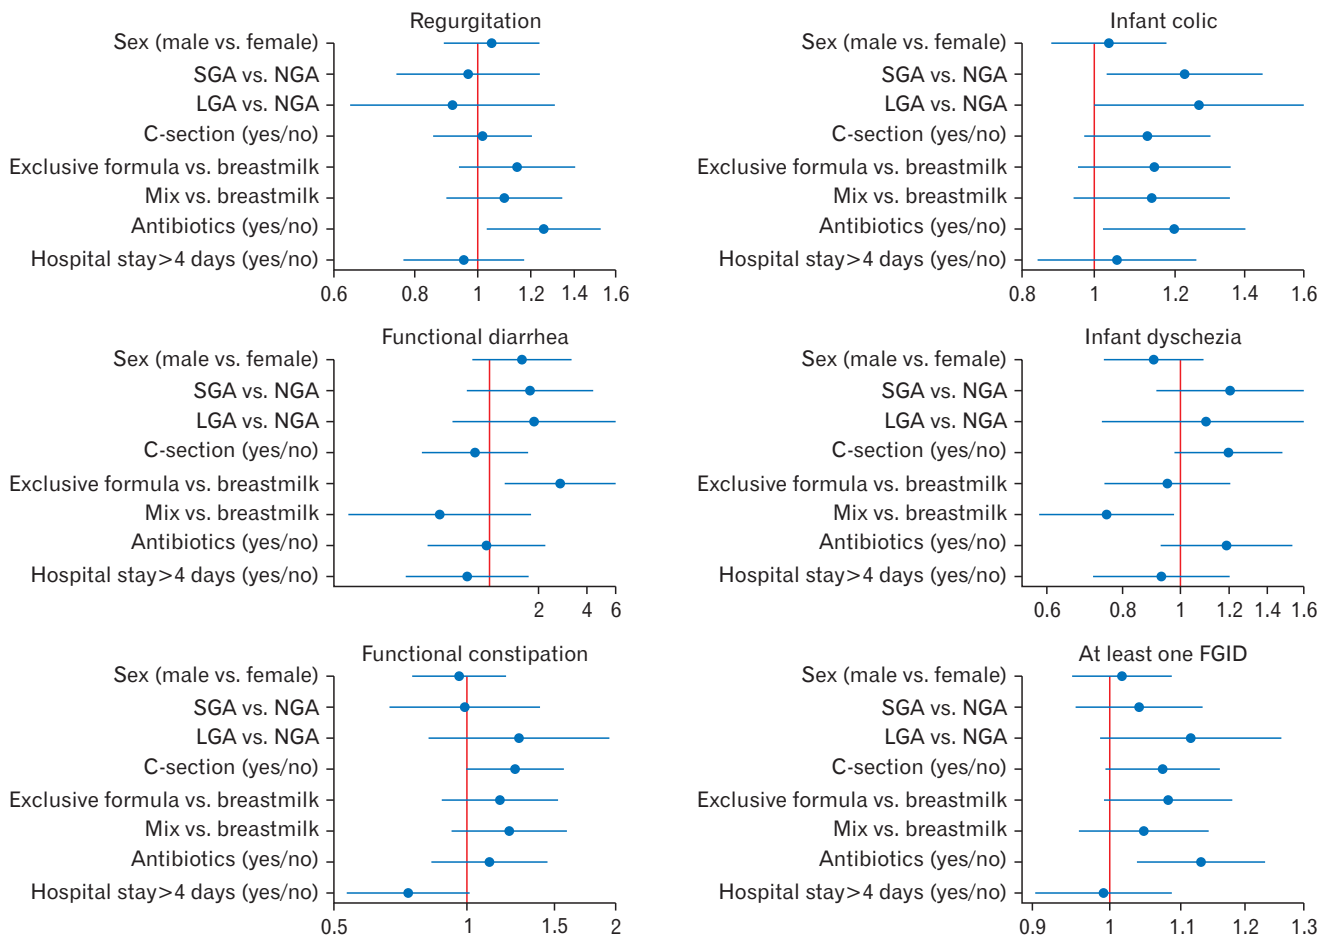 Regurgitation
Sex (male vs. female)
SGA vs. NGA
LGA vs. NGA
C-section (yes/no)
Exclusive formula vs. breastmilk
Mix vs. breastmilk
Antibiotics (yes/no)
Hospital stay>4 days (yes/no)
0.6 0.8 1 1.2 1.4 1.6
Infant colic
Sex (male vs. female)
SGA vs. NGA
LGA vs. NGA
C-section (yes/no)
Exclusive formula vs. breastmilk
Mix vs. breastmilk
Antibiotics (yes/no)
Hospital stay>4 days (yes/no)
0.8 1 1.2 1.4 1.6
Functional diarrhea
Sex (male vs. female)
SGA vs. NGA
LGA vs. NGA
C-section (yes/no)
Exclusive formula vs. breastmilk
Mix vs. breastmilk
Antibiotics (yes/no)
Hospital stay>4 days (yes/no)
2 4 6
Infant dyschezia
Sex (male vs. female)
SGA vs. NGA
LGA vs. NGA
C-section (yes/no)
Exclusive formula vs. breastmilk
Mix vs. breastmilk
Antibiotics (yes/no)
Hospital stay>4 days (yes/no)
0.6 0.8 1 1.2 1.4 1.6
Functional constipation
Sex (male vs. female)
SGA vs. NGA
LGA vs. NGA
C-section (yes/no)
Exclusive formula vs. breastmilk
Mix vs. breastmilk
Antibiotics (yes/no)
Hospital stay>4 days (yes/no)
0.5 1 1.5 2
At least one FGID
Sex (male vs. female)
SGA vs. NGA
LGA vs. NGA
C-section (yes/no)
Exclusive formula vs. breastmilk
Mix vs. breastmilk
Antibiotics (yes/no)
Hospital stay>4 days (yes/no)
0.9 1 1.1 1.2 1.3